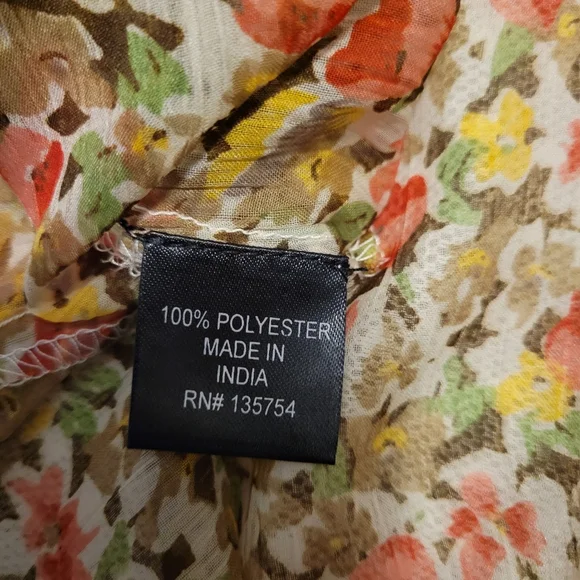 100% POLYESTER
MADE IN
INDIA
RN# 135754